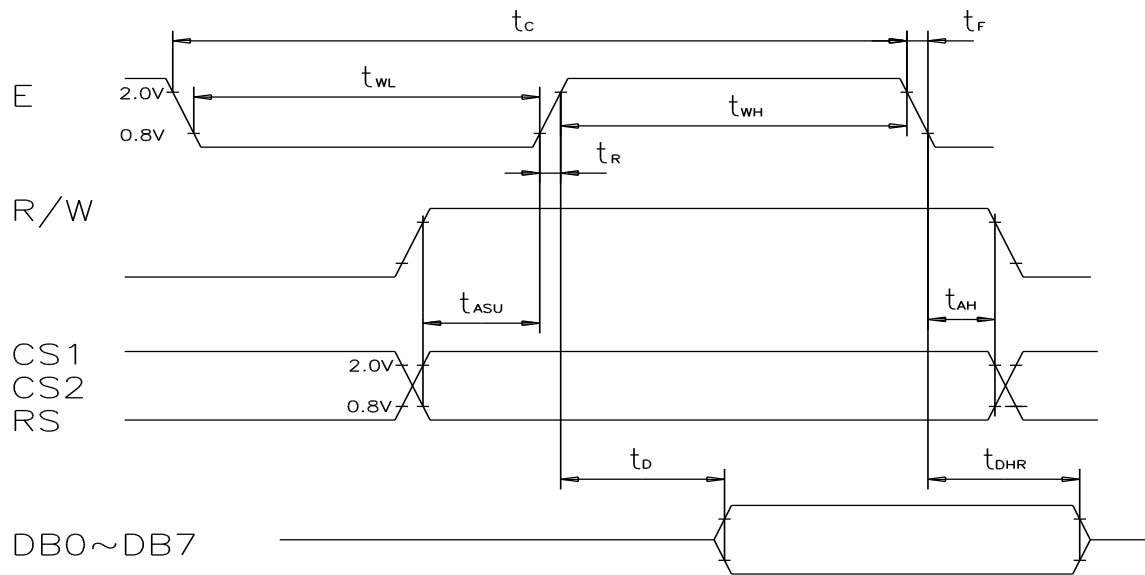 tC tF
E
2.0V
tWL
0.8V
tWH
tR
R/W
tASU
tAH
CS1
2.0V
CS2
0.8V
RS
tD
tDHR
DB0~DB7